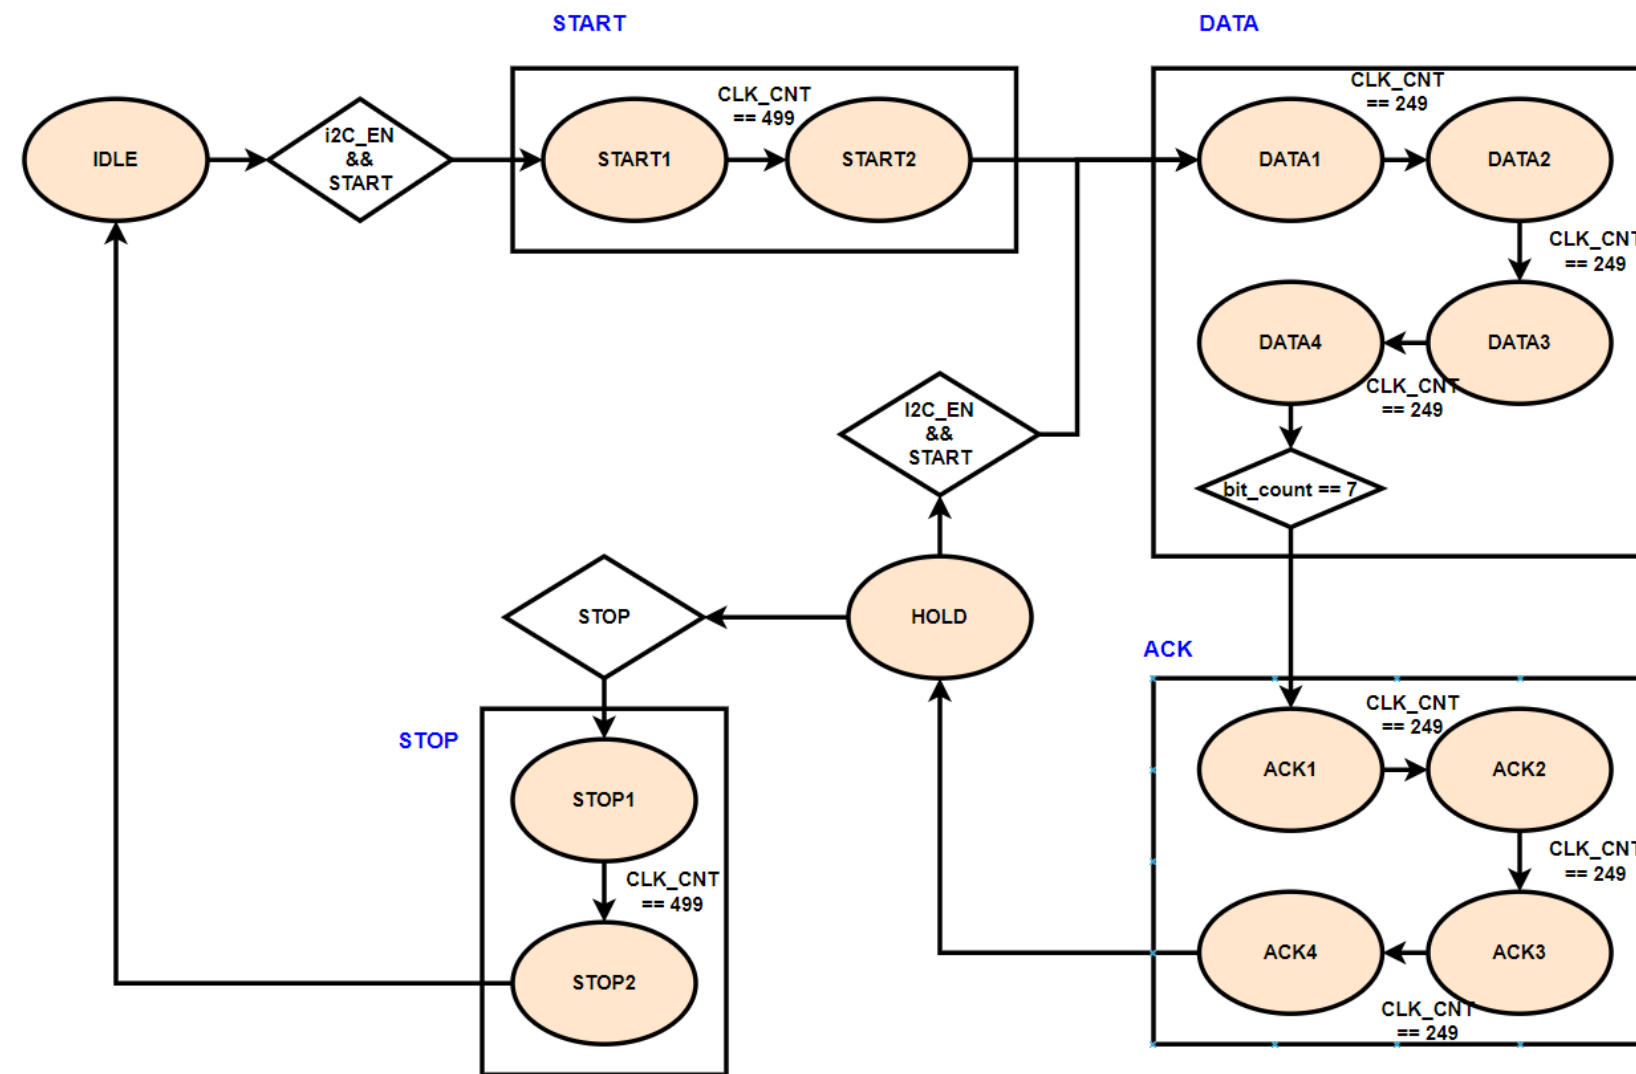 START
DATA
IDLE
i2C_EN
&&
START
START1
CLK_CNT
== 499
START2
DATA1
CLK_CNT
== 249
DATA2
CLK_CNT
== 249
DATA4
DATA3
CLK_CNT
== 249
bit_count == 7
I2C_EN
&&
START
STOP
HOLD
ACK
STOP
STOP1
CLK_CNT
== 499
STOP2
ACK1
CLK_CNT
== 249
ACK2
CLK_CNT
== 249
ACK4
ACK3
CLK_CNT
== 249